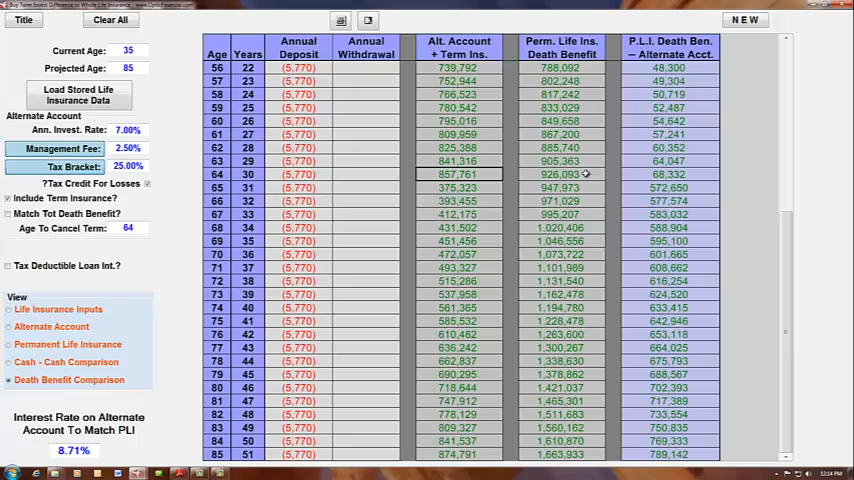 Buy Term Invest Difference vs Whole Life Insurance - www.OpticFinancial.com
Title
Clear All
NEW
Current Age: 35
Projected Age: 85
Load Stored Life
Insurance Data
Alternate Account
Ann. Invest. Rate: 7.00%
Management Fee: 2.50%
Tax Bracket: 25.00%
?Tax Credit For Losses
Include Term Insurance?
Match Tot Death Benefit?
Age To Cancel Term: 64
Tax Deductible Loan Int.?
View
Life Insurance Inputs
Alternate Account
Permanent Life Insurance
Cash - Cash Comparison
Death Benefit Comparison
Interest Rate on Alternate
Account To Match PLI
8.71%
Annual Annual Alt. Account Perm. Life Ins. P.L.I. Death Ben.
Age Years Deposit Withdrawal + Term Ins. Death Benefit — Alternate Acct.
56 22 (5,770) 739,792 788,092 48,300
57 23 (5,770) 752,944 802,248 49,304
58 24 (5,770) 766,523 817,242 50,719
59 25 (5,770) 780,542 833,029 52,487
60 26 (5,770) 795,016 849,658 54,642
61 27 (5,770) 809,959 867,200 57,241
62 28 (5,770) 825,388 885,740 60,352
63 29 (5,770) 841,316 905,363 64,047
64 30 (5,770) 857,761 926,093 68,332
65 31 (5,770) 375,323 947,973 572,650
66 32 (5,770) 393,455 971,029 577,574
67 33 (5,770) 412,175 995,207 583,032
68 34 (5,770) 431,502 1,020,406 588,904
69 35 (5,770) 451,456 1,046,556 595,100
70 36 (5,770) 472,057 1,073,722 601,665
71 37 (5,770) 493,327 1,101,989 608,662
72 38 (5,770) 515,286 1,131,540 616,254
73 39 (5,770) 537,958 1,162,478 624,520
74 40 (5,770) 561,365 1,194,780 633,415
75 41 (5,770) 585,532 1,228,478 642,946
76 42 (5,770) 610,482 1,263,600 653,118
77 43 (5,770) 636,242 1,300,267 664,025
78 44 (5,770) 662,837 1,338,630 675,793
79 45 (5,770) 690,295 1,378,862 688,567
80 46 (5,770) 718,644 1,421,037 702,393
81 47 (5,770) 747,912 1,465,301 717,389
82 48 (5,770) 778,129 1,511,683 733,554
83 49 (5,770) 809,327 1,560,162 750,835
84 50 (5,770) 841,537 1,610,870 769,333
85 51 (5,770) 874,791 1,663,933 789,142
12:14 PM